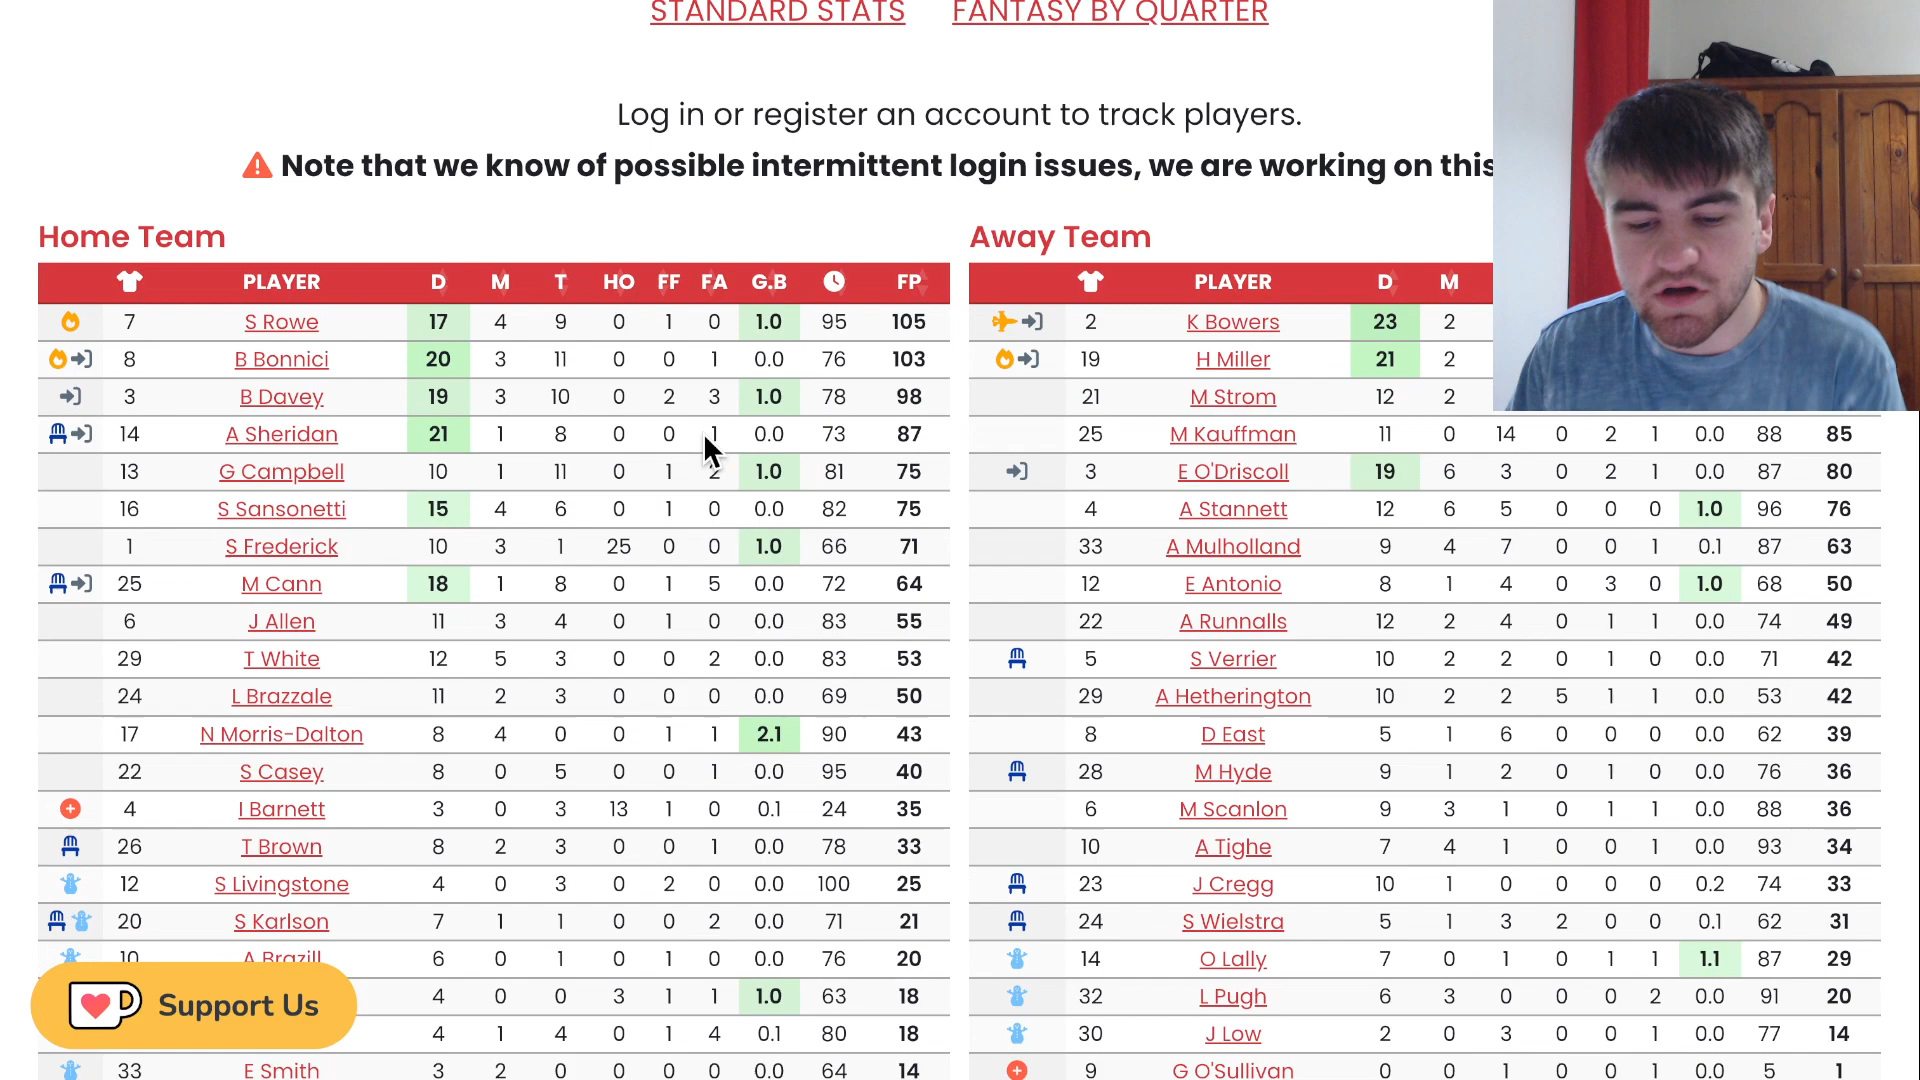 STANDARD STATS FANTASY BY QUARTER
Log in or register an account to track players.
Note that we know of possible intermittent login issues, we are working on this
Home Team
PLAYER D M T HO FF FA G.B FP
7 S Rowe 17 4 9 0 1 0 1.0 95 105
8 B Bonnici 20 3 11 0 0 1 0.0 76 103
3 B Davey 19 3 10 0 2 3 1.0 78 98
14 A Sheridan 21 1 8 0 0 1 0.0 73 87
13 G Campbell 10 1 11 0 1 2 1.0 81 75
16 S Sansonetti 15 4 6 0 1 0 0.0 82 75
1 S Frederick 10 3 1 25 0 0 1.0 66 71
25 M Cann 18 1 8 0 1 5 0.0 72 64
6 J Allen 11 3 4 0 1 0 0.0 83 55
29 T White 12 5 3 0 0 2 0.0 83 53
24 L Brazzale 11 2 3 0 0 0 0.0 69 50
17 N Morris-Dalton 8 4 0 0 1 1 2.1 90 43
22 S Casey 8 0 5 0 0 1 0.0 95 40
4 I Barnett 3 0 3 13 1 0 0.1 24 35
26 T Brown 8 2 3 0 0 1 0.0 78 33
12 S Livingstone 4 0 3 0 2 0 0.0 100 25
20 S Karlson 7 1 1 0 0 2 0.0 71 21
10 A Brazill 6 0 1 0 1 0 0.0 76 20
4 0 0 3 1 1 1.0 63 18
4 1 4 0 1 4 0.1 80 18
33 E Smith 3 2 0 0 0 0 0.0 64 14
Support Us
Away Team
PLAYER D M
2 K Bowers 23 2
19 H Miller 21 2
21 M Strom 12 2
25 M Kauffman 11 0 14 0 2 1 0.0 88 85
3 E O'Driscoll 19 6 3 0 2 1 0.0 87 80
4 A Stannett 12 6 5 0 0 0 1.0 96 76
33 A Mulholland 9 4 7 0 0 1 0.1 87 63
12 E Antonio 8 1 4 0 3 0 1.0 68 50
22 A Runnalls 12 2 4 0 1 1 0.0 74 49
5 S Verrier 10 2 2 0 1 0 0.0 71 42
29 A Hetherington 10 2 2 5 1 1 0.0 53 42
8 D East 5 1 6 0 0 0 0.0 62 39
28 M Hyde 9 1 2 0 1 0 0.0 76 36
6 M Scanlon 9 3 1 0 1 1 0.0 88 36
10 A Tighe 7 4 1 0 0 1 0.0 93 34
23 J Cregg 10 1 0 0 0 0 0.2 74 33
24 S Wielstra 5 1 3 2 0 0 0.1 62 31
14 O Lally 7 0 1 0 1 1 1.1 87 29
32 L Pugh 6 3 0 0 0 2 0.0 91 20
30 J Low 2 0 3 0 0 1 0.0 77 14
9 G O'Sullivan 0 0 1 0 0 1 0.0 5 1